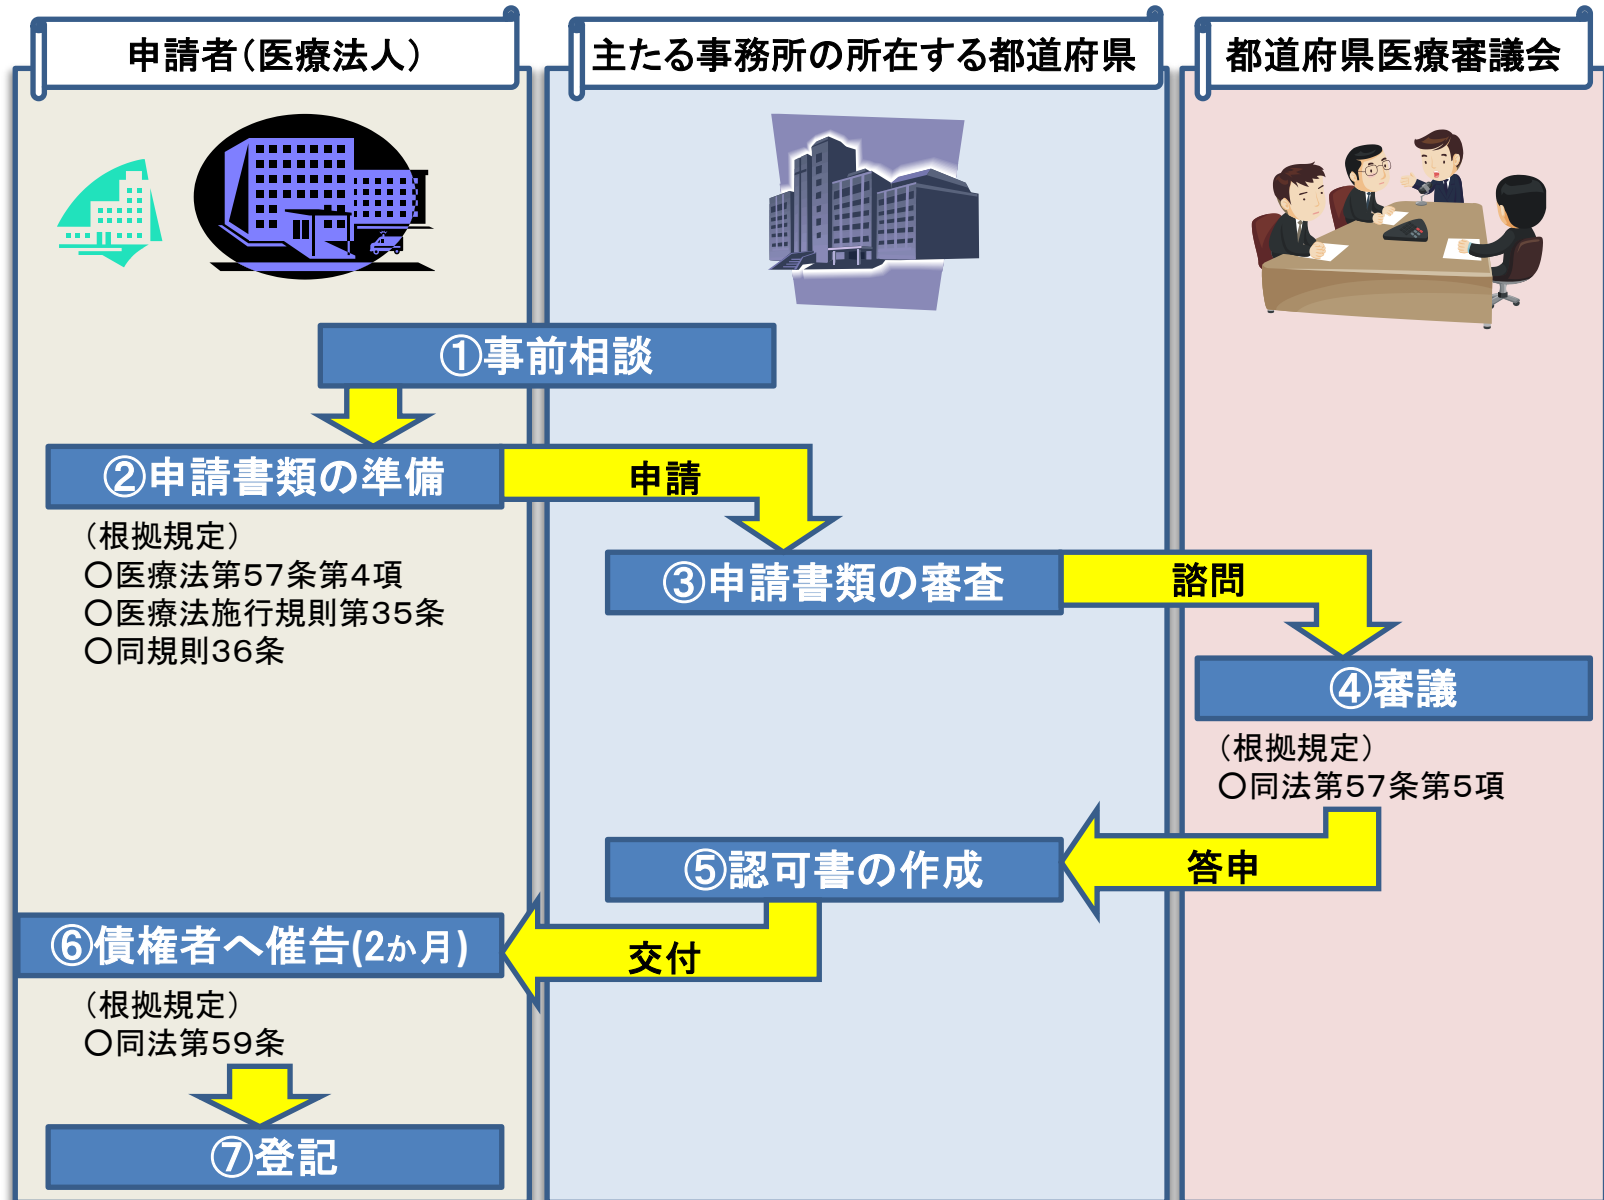 申請者（医療法人）
主たる事務所の所在する都道府県
都道府県医療審議会
①事前相談
②申請書類の準備
申請
（根拠規定）
○医療法第57条第4項
○医療法施行規則第35条
○同規則36条
③申請書類の審査
諮問
④審議
（根拠規定）
○同法第57条第5項
答申
⑤認可書の作成
交付
⑥債権者へ催告(2か月)
（根拠規定）
○同法第59条
⑦登記